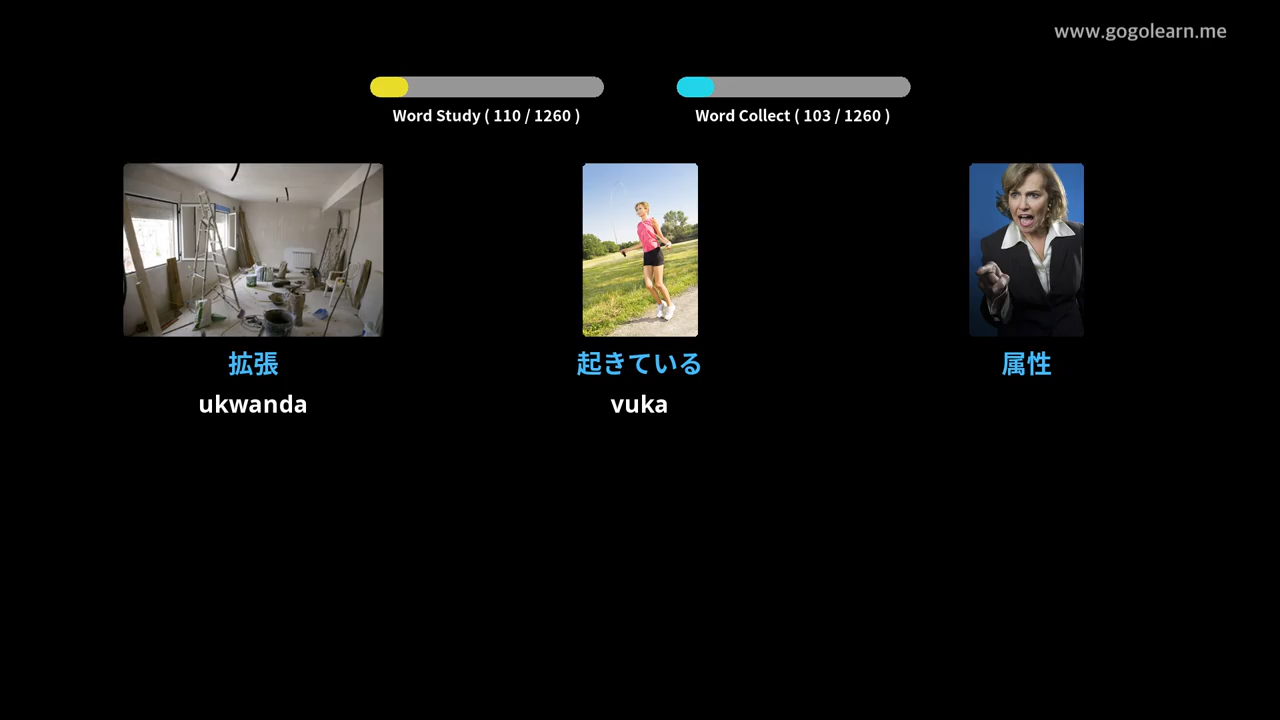 www.gogolearn.me
Word Study ( 110 / 1260 )
Word Collect ( 103 / 1260 )
拡張
起きている
属性
ukwanda
vuka